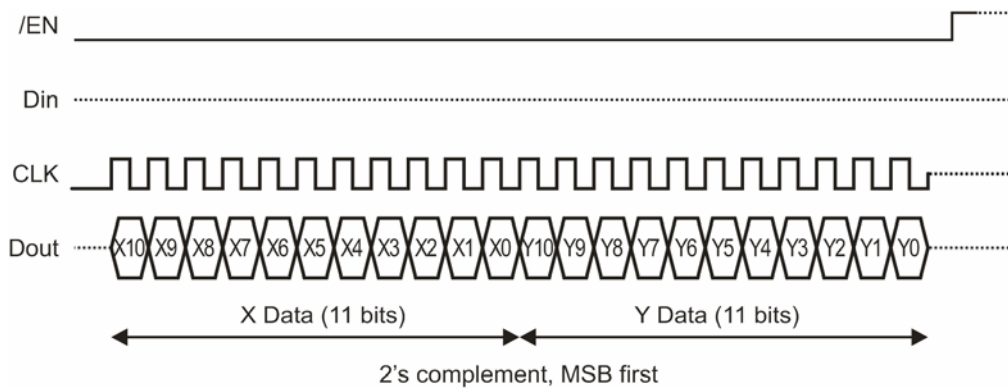 /EN
Din
CLK
Dout X10 X9 X8 X7 X6 X5 X4 X3 X2 X1 X0 Y10 Y9 Y8 Y7 Y6 Y5 Y4 Y3 Y2 Y1 Y0
X Data (11 bits) Y Data (11 bits)
2's complement, MSB first